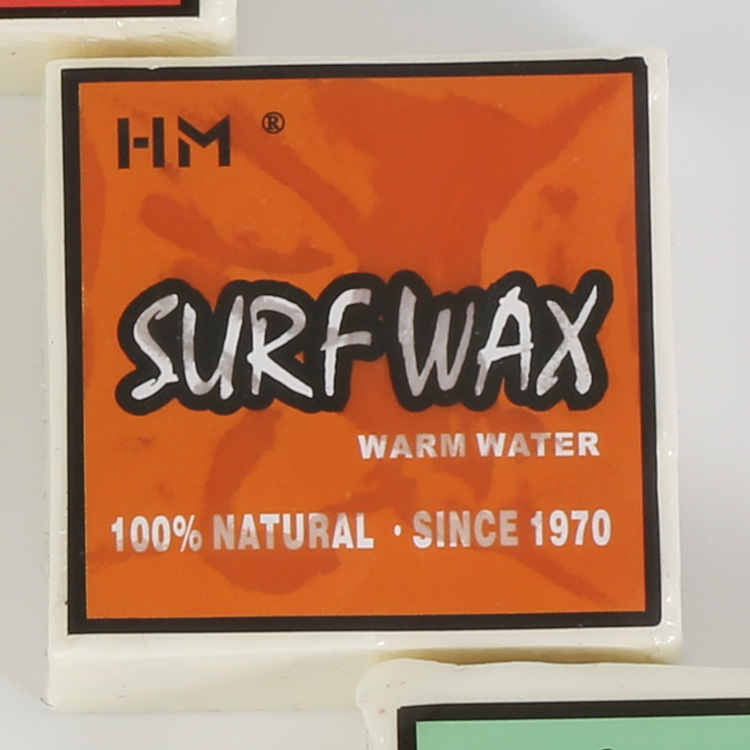 HM ®
SURF WAX
WARM WATER
100% NATURAL · SINCE 1970